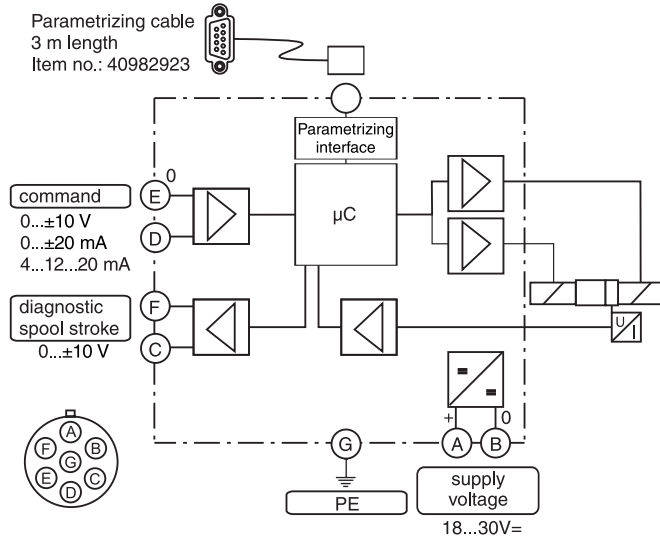 Parametrizing cable
3 m length
Item no.: 40982923
Parametrizing
interface
0
E
command
0...±10 V
0...±20 mA
4...12...20 mA
D
µC
F
diagnostic
spool stroke
0...±10 V
C
U
I
=
=
+
0
A
B
G
PE
supply
voltage
18...30V=
A
F
B
G
E
C
D